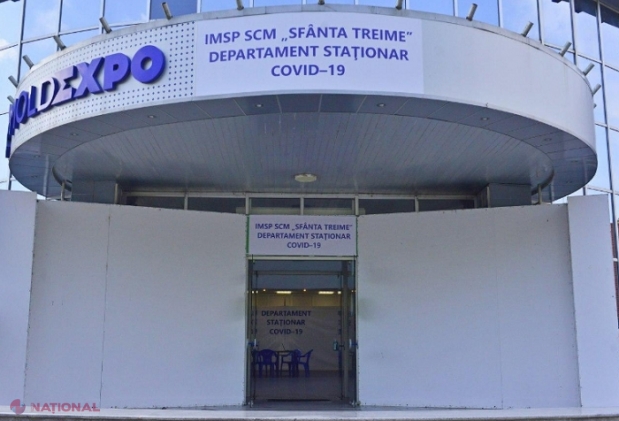 IMSP SCM „SFÂNTA TREIME”
DEPARTAMENT STAȚIONAR
COVID–19
MOLDEXPO
IMSP SCM „SFÂNTA TREIME”
DEPARTAMENT STAȚIONAR
COVID–19
DEPARTAMENT
STAȚIONAR
COVID–19
NAȚIONAL